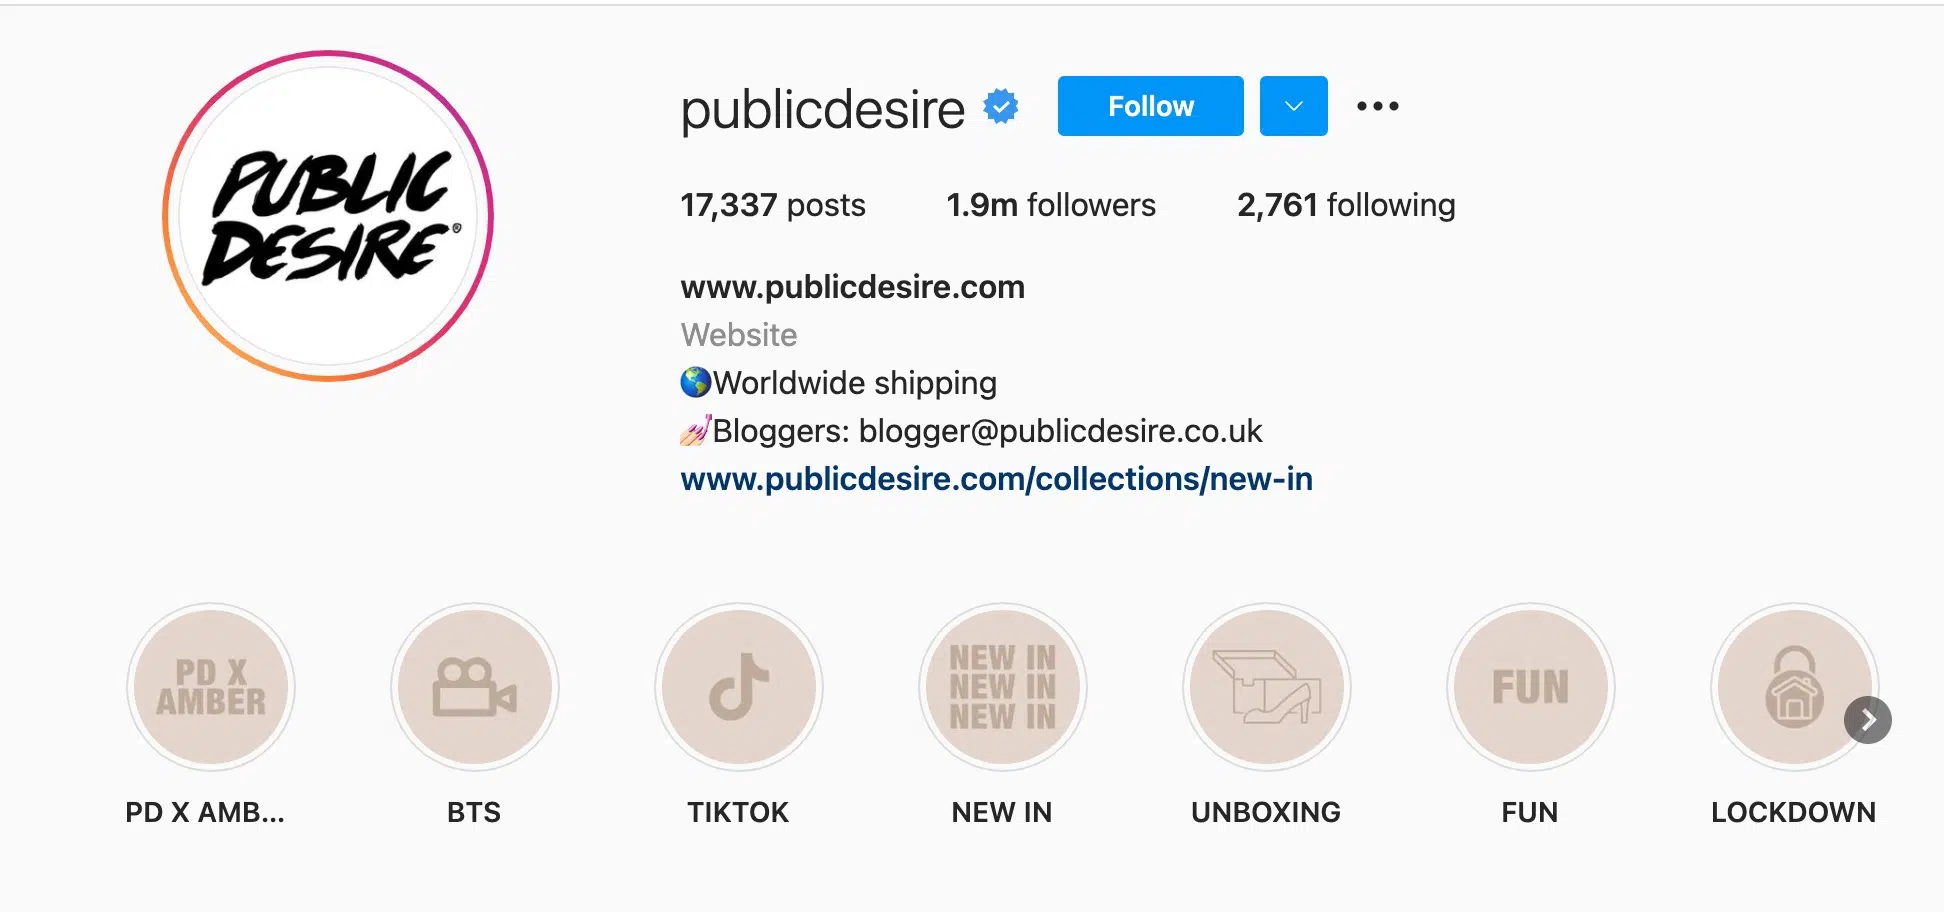 PUBLIC
DESIRE®
publicdesire
Follow
17,337 posts 1.9m followers 2,761 following
www.publicdesire.com
Website
🌎Worldwide shipping
💅🏻Bloggers: blogger@publicdesire.co.uk
www.publicdesire.com/collections/new-in
PD X
AMBER
NEW IN
NEW IN
NEW IN
FUN
PD X AMB...
BTS
TIKTOK
NEW IN
UNBOXING
FUN
LOCKDOWN